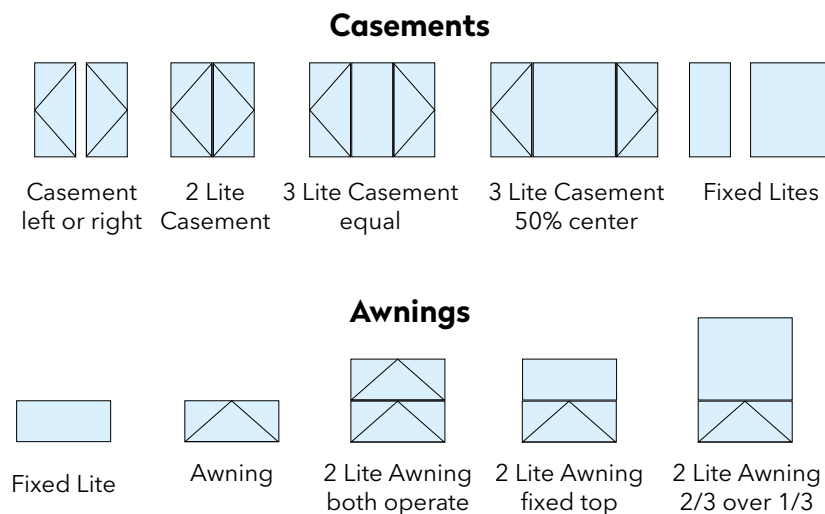 Casements
Casement
left or right
2 Lite
Casement
3 Lite Casement
equal
3 Lite Casement
50% center
Fixed Lites
Awnings
Fixed Lite
Awning
2 Lite Awning
both operate
2 Lite Awning
fixed top
2 Lite Awning
2/3 over 1/3